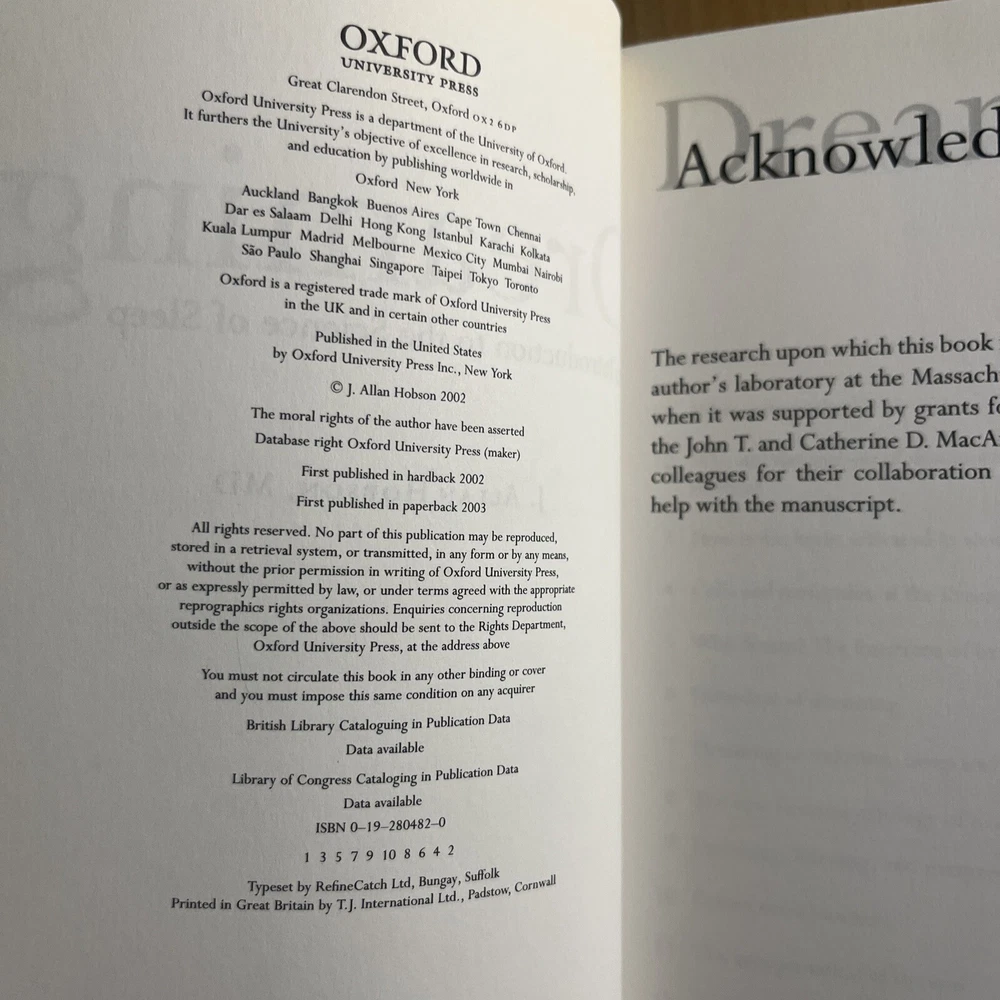 OXFORD
UNIVERSITY PRESS
Great Clarendon Street, Oxford OX2 6DP
Oxford University Press is a department of the University of Oxford.
It furthers the University's objective of excellence in research, scholarship,
and education by publishing worldwide in
Oxford New York
Auckland Bangkok Buenos Aires Cape Town Chennai
Dar es Salaam Delhi Hong Kong Istanbul Karachi Kolkata
Kuala Lumpur Madrid Melbourne Mexico City Mumbai Nairobi
São Paulo Shanghai Singapore Taipei Tokyo Toronto
Oxford is a registered trade mark of Oxford University Press
in the UK and in certain other countries
Published in the United States
by Oxford University Press Inc., New York
© J. Allan Hobson 2002
The moral rights of the author have been asserted
Database right Oxford University Press (maker)
First published in hardback 2002
First published in paperback 2003
All rights reserved. No part of this publication may be reproduced,
stored in a retrieval system, or transmitted, in any form or by any means,
without the prior permission in writing of Oxford University Press,
or as expressly permitted by law, or under terms agreed with the appropriate
reprographics rights organizations. Enquiries concerning reproduction
outside the scope of the above should be sent to the Rights Department,
Oxford University Press, at the address above
You must not circulate this book in any other binding or cover
and you must impose this same condition on any acquirer
British Library Cataloguing in Publication Data
Data available
Library of Congress Cataloging in Publication Data
Data available
ISBN 0–19–280482–0
1 3 5 7 9 10 8 6 4 2
Typeset by RefineCatch Ltd, Bungay, Suffolk
Printed in Great Britain by T.J. International Ltd., Padstow, Cornwall
Dream
Acknowled
The research upon which this book
author's laboratory at the Massach
when it was supported by grants
the John T. and Catherine D. MacA
colleagues for their collaboration
help with the manuscript.